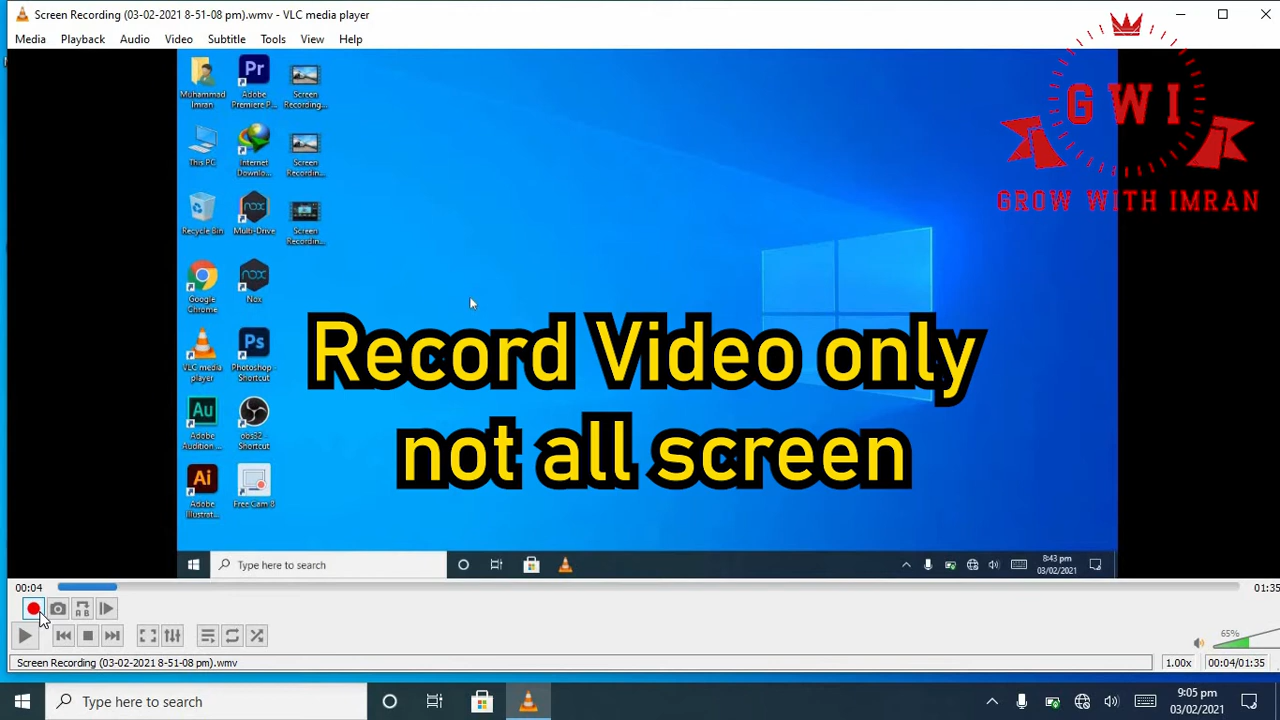 Screen Recording (03-02-2021 8-51-08 pm).wmv - VLC media player
Media Playback Audio Video Subtitle Tools View Help
GWI
GROW WITH IMRAN
Muhammad
Imran
Adobe
Premiere P...
Screen
Recording...
This PC
Internet
Downlo...
Screen
Recordin...
Recycle Bin
Multi-Drive
Screen
Recordin...
Google
Chrome
Nox
VLC media
player
Photoshop -
Shortcut
Adobe
Audition ...
obs32 -
Shortcut
Adobe
Illustrat...
Free Cam 8
Record Video only
not all screen
Type here to search
8:43 pm
03/02/2021
00:04
01:35
65%
Screen Recording (03-02-2021 8-51-08 pm).wmv
1.00x
00:04/01:35
Type here to search
9:05 pm
03/02/2021